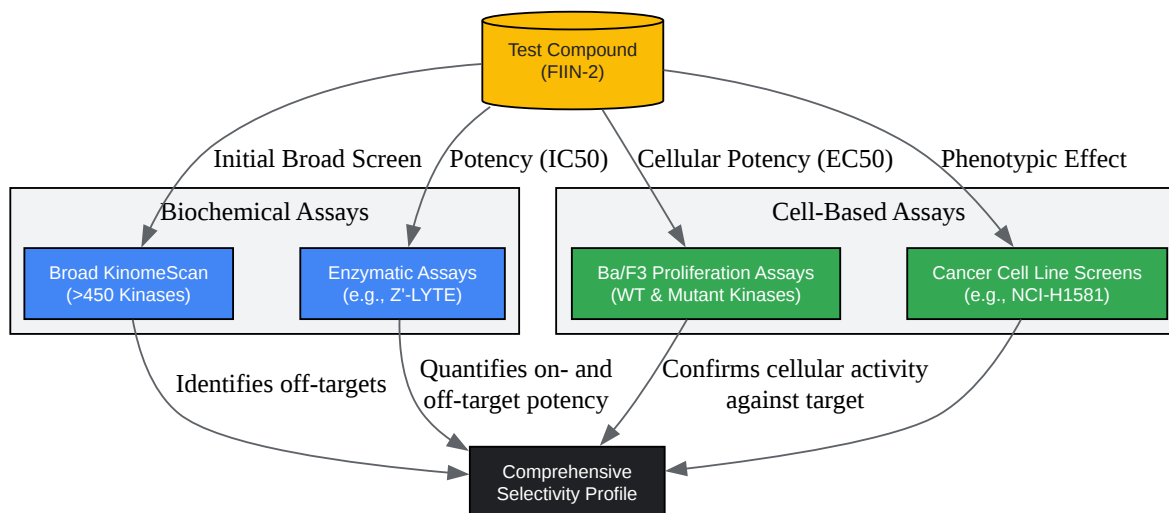 Test Compound
(FIIN-2)
Initial Broad Screen
Potency (IC50)
Cellular Potency (EC50)
Phenotypic Effect
Biochemical Assays
Cell-Based Assays
Broad KinomeScan
(>450 Kinases)
Enzymatic Assays
(e.g., Z'-LYTE)
Ba/F3 Proliferation Assays
(WT & Mutant Kinases)
Cancer Cell Line Screens
(e.g., NCI-H1581)
Identifies off-targets
Quantifies on- and
off-target potency
Confirms cellular activity
against target
Comprehensive
Selectivity Profile